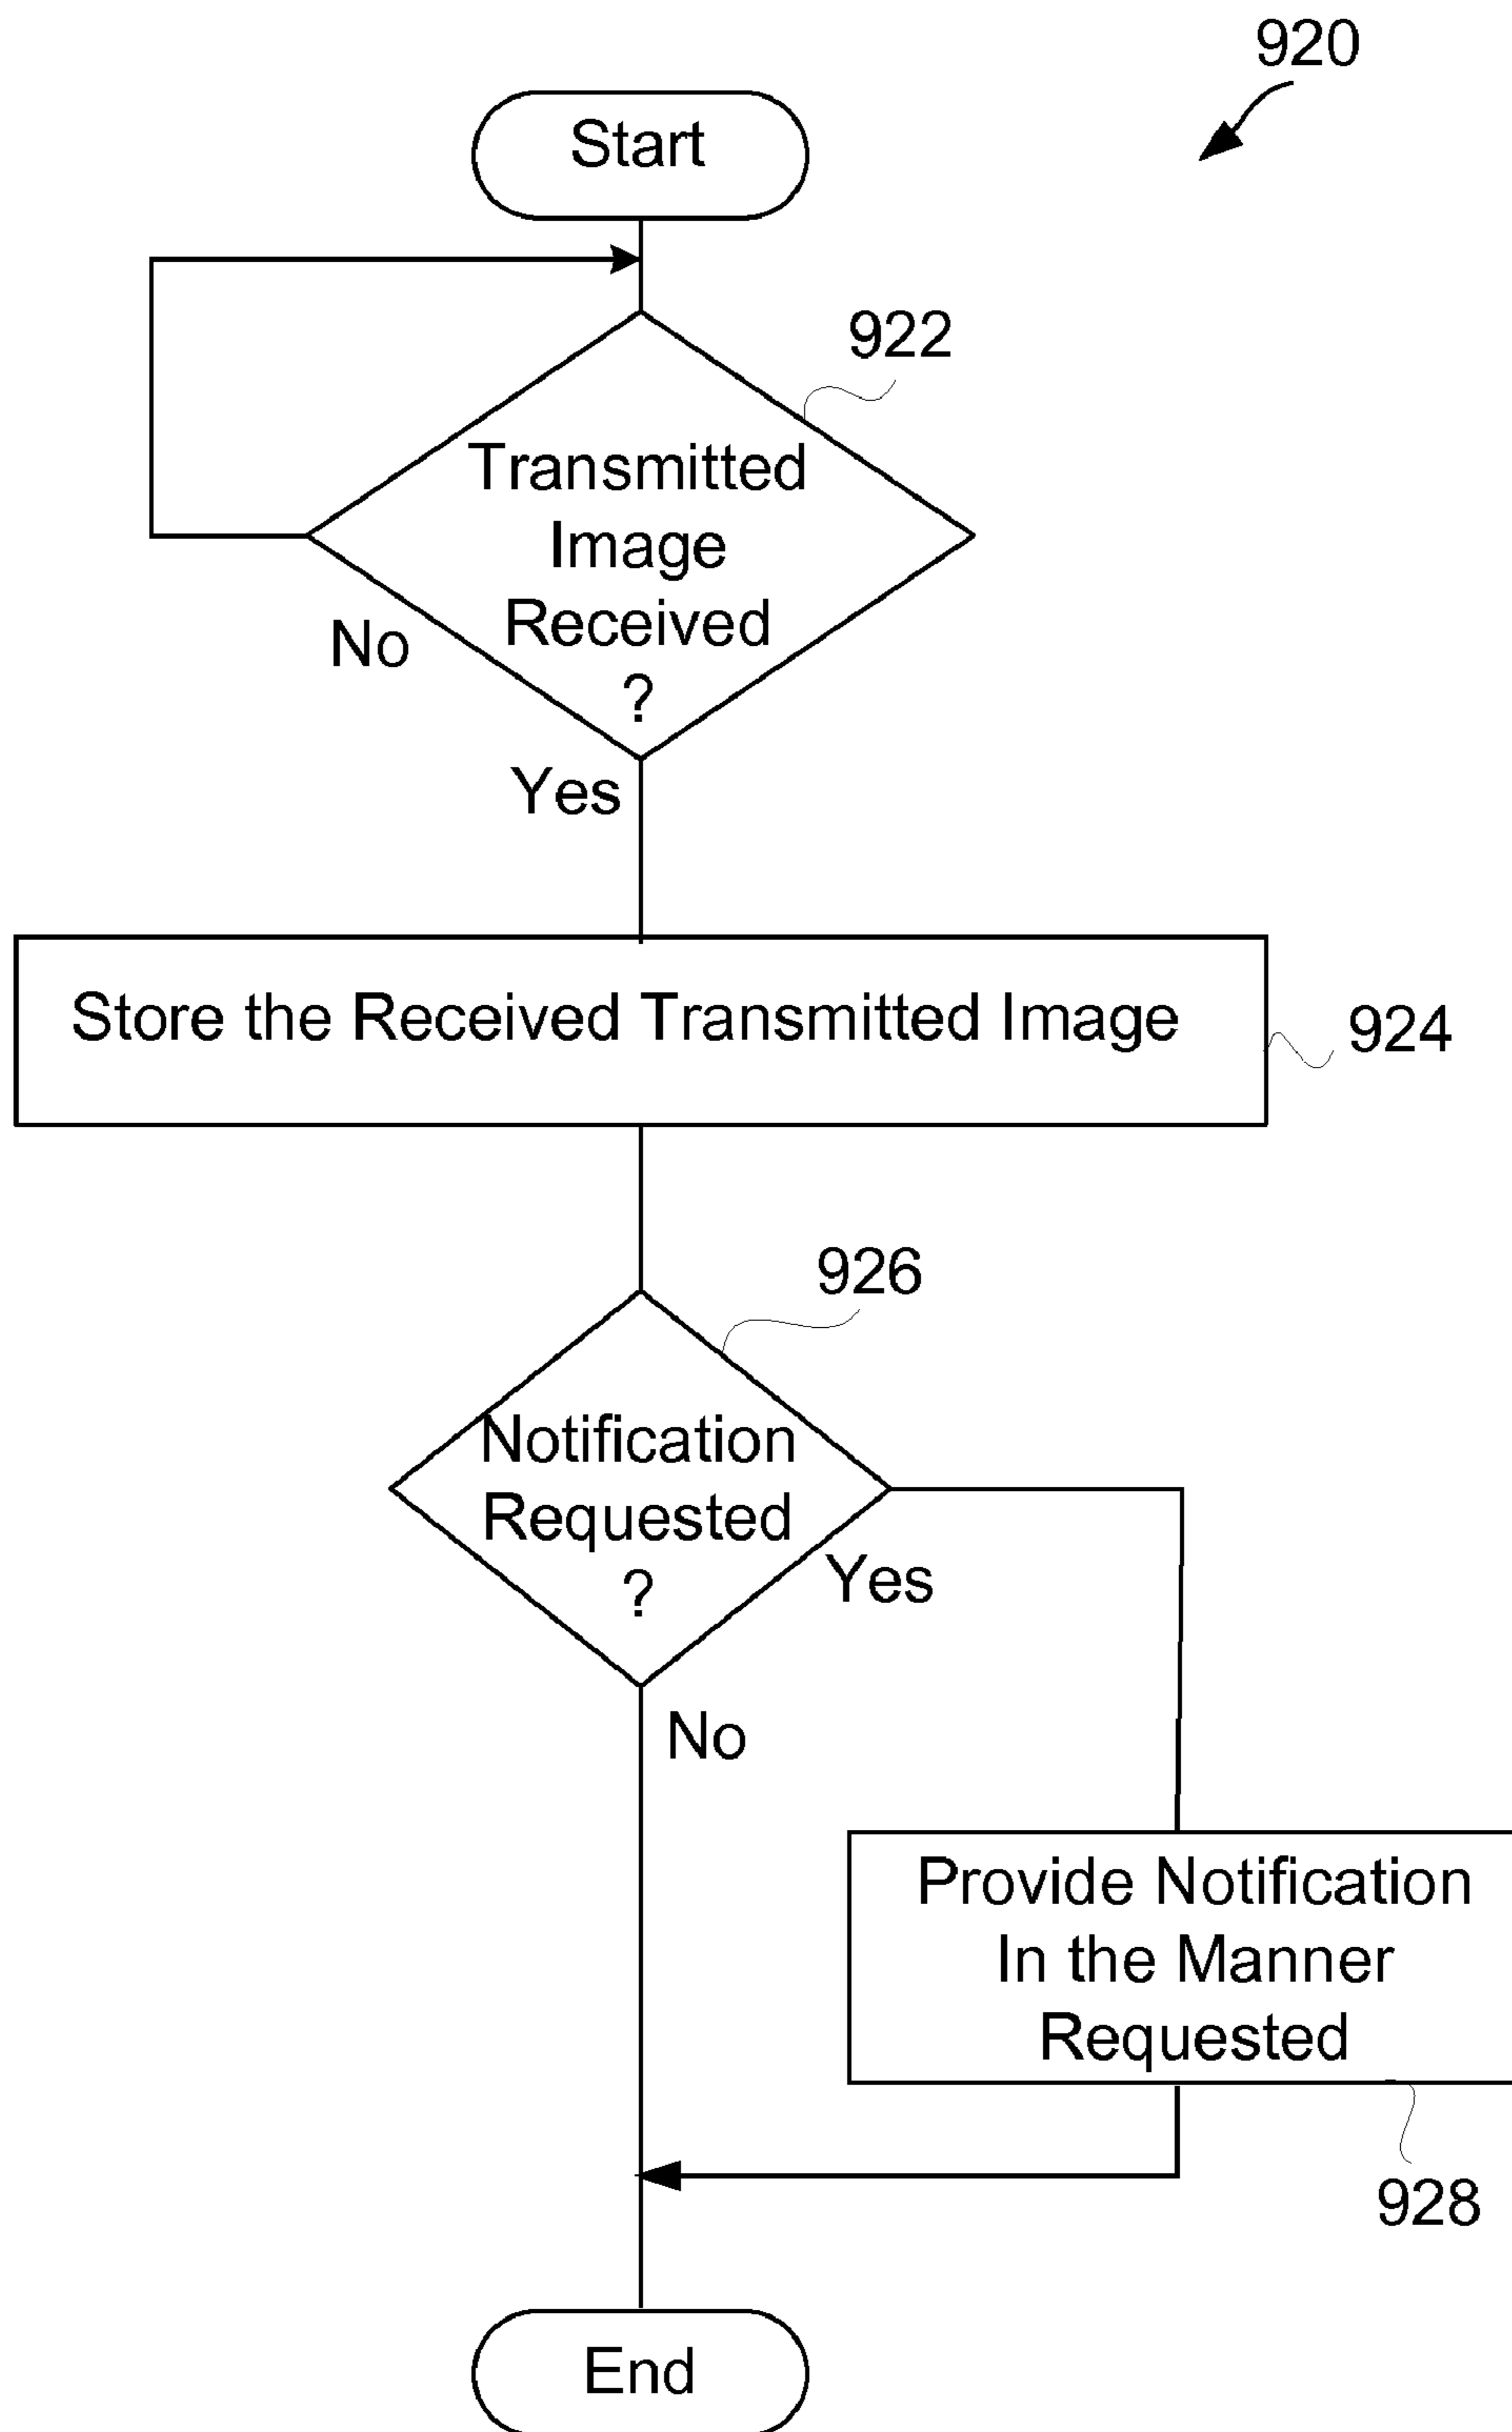 920
Start
922
Transmitted
Image
Received
?
No
Yes
Store the Received Transmitted Image
924
926
Notification
Requested
?
Yes
No
Provide Notification
In the Manner
Requested
928
End